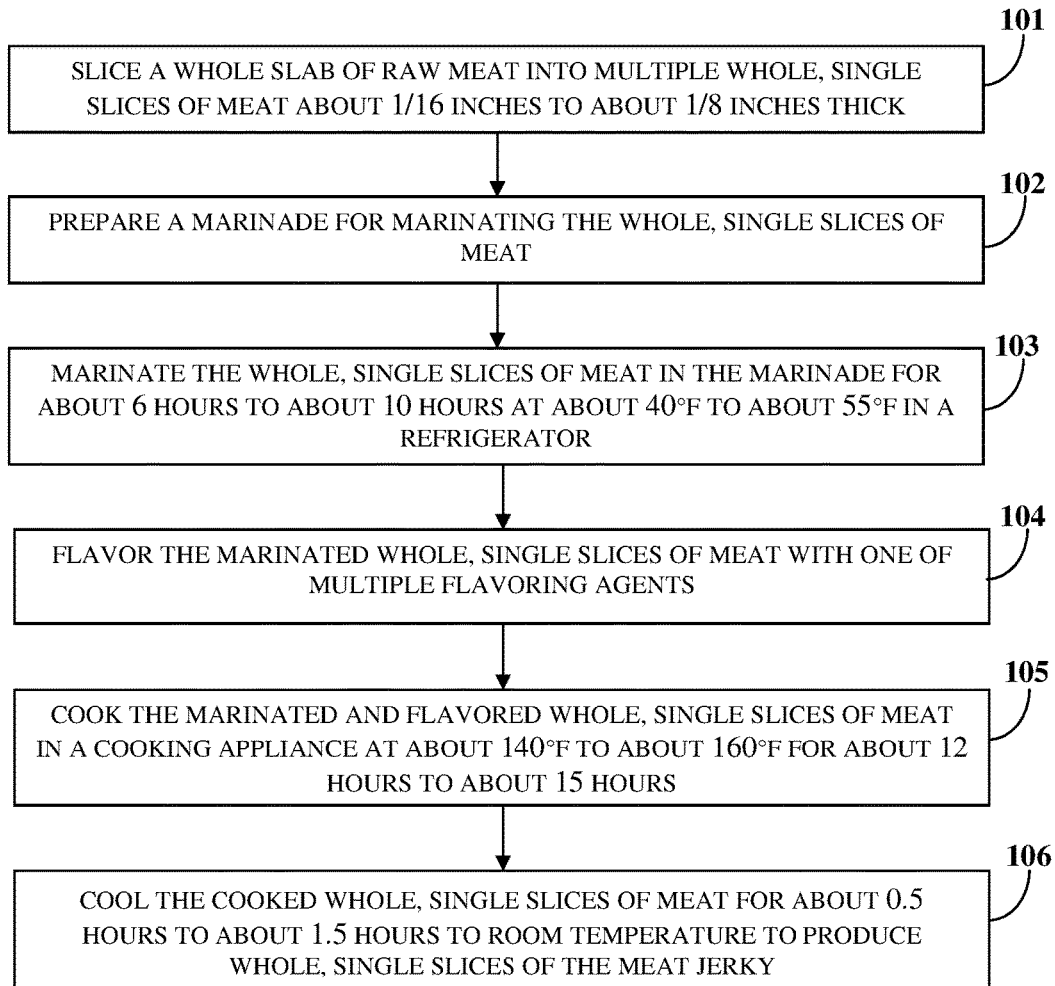 101
SLICE A WHOLE SLAB OF RAW MEAT INTO MULTIPLE WHOLE, SINGLE
SLICES OF MEAT ABOUT 1/16 INCHES TO ABOUT 1/8 INCHES THICK
102
PREPARE A MARINADE FOR MARINATING THE WHOLE, SINGLE SLICES OF
MEAT
103
MARINATE THE WHOLE, SINGLE SLICES OF MEAT IN THE MARINADE FOR
ABOUT 6 HOURS TO ABOUT 10 HOURS AT ABOUT 40°F TO ABOUT 55°F IN A
REFRIGERATOR
104
FLAVOR THE MARINATED WHOLE, SINGLE SLICES OF MEAT WITH ONE OF
MULTIPLE FLAVORING AGENTS
105
COOK THE MARINATED AND FLAVORED WHOLE, SINGLE SLICES OF MEAT
IN A COOKING APPLIANCE AT ABOUT 140°F TO ABOUT 160°F FOR ABOUT 12
HOURS TO ABOUT 15 HOURS
106
COOL THE COOKED WHOLE, SINGLE SLICES OF MEAT FOR ABOUT 0.5
HOURS TO ABOUT 1.5 HOURS TO ROOM TEMPERATURE TO PRODUCE
WHOLE, SINGLE SLICES OF THE MEAT JERKY